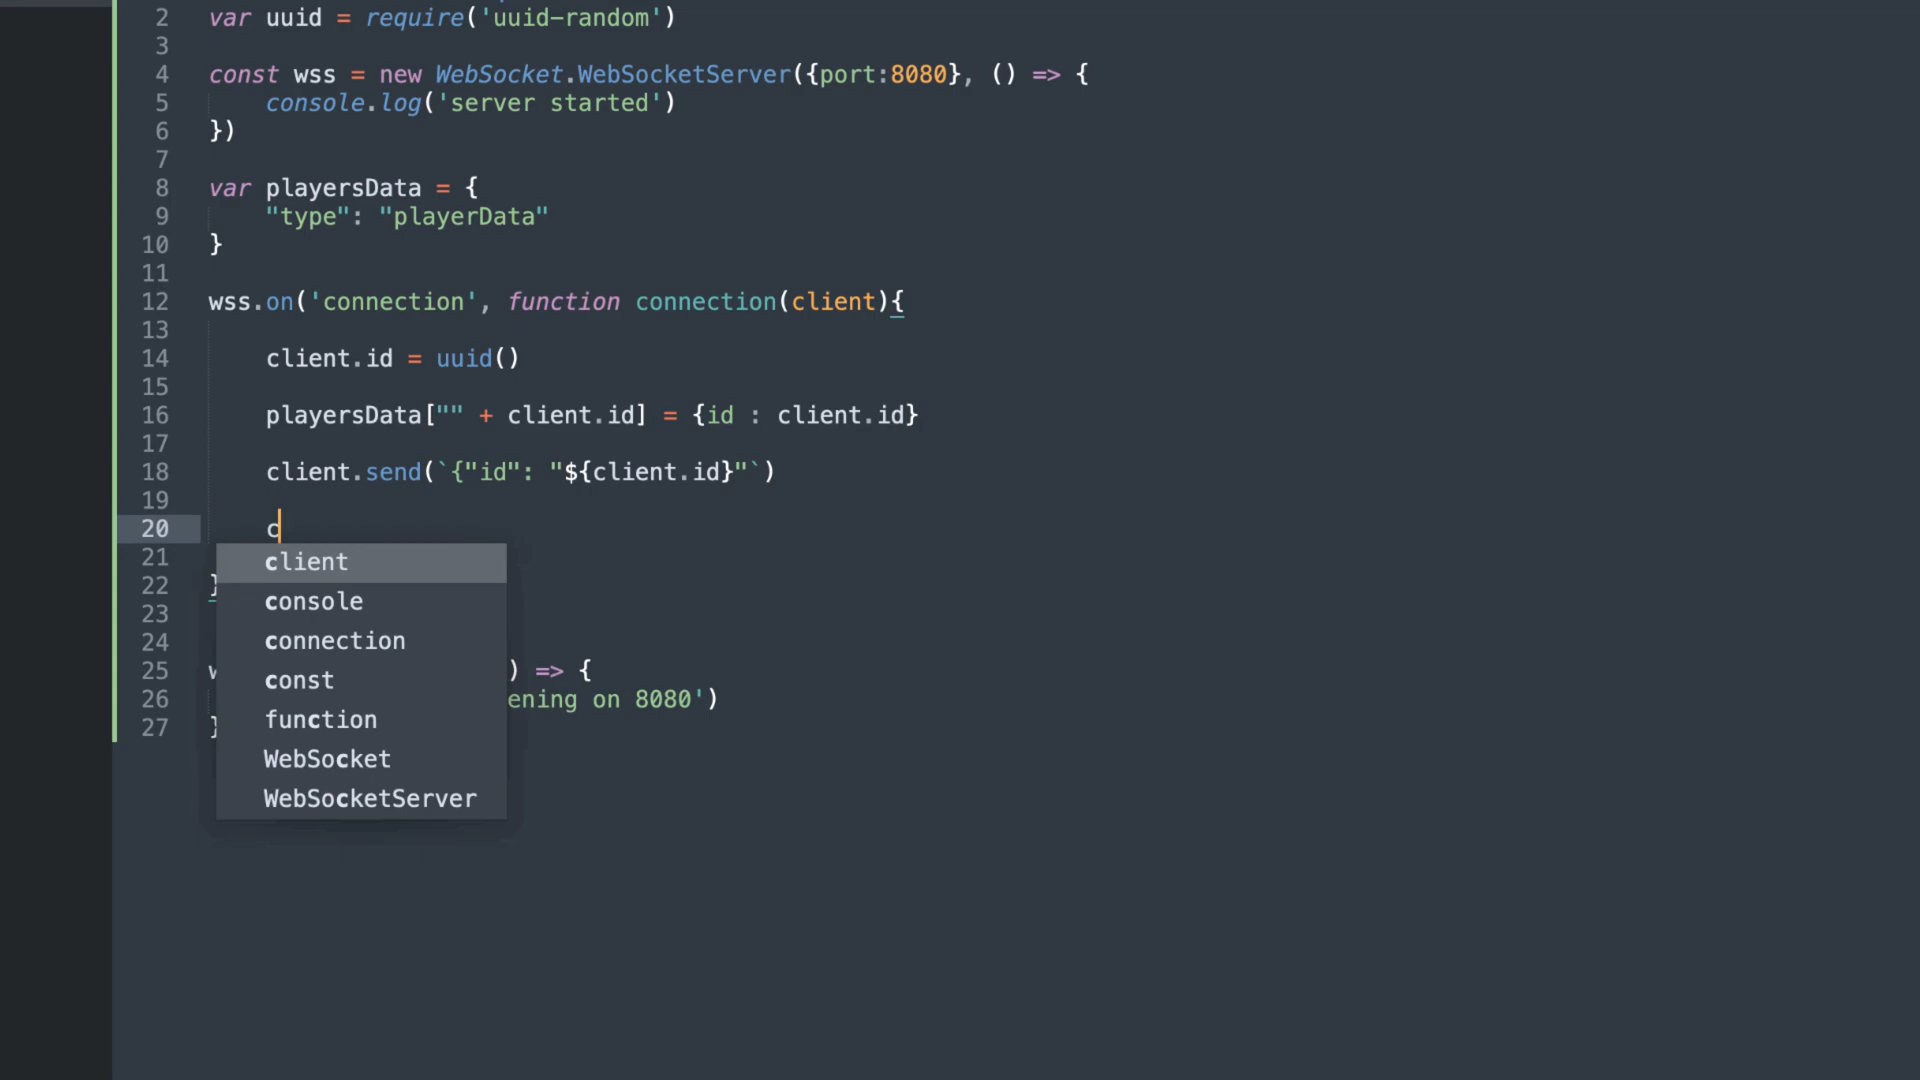 2 var uuid = require('uuid-random')
3
4 const wss = new WebSocket.WebSocketServer({port:8080}, () => {
5 console.log('server started')
6 })
7
8 var playersData = {
9 "type": "playerData"
10 }
11
12 wss.on('connection', function connection(client){
13
14 client.id = uuid()
15
16 playersData["" + client.id] = {id : client.id}
17
18 client.send(`{"id": "${client.id}"`)
19
20 c
client
21
22 }
console
23
connection
24
25 w ) => {
const
26 ening on 8080')
function
27 }
WebSocket
WebSocketServer